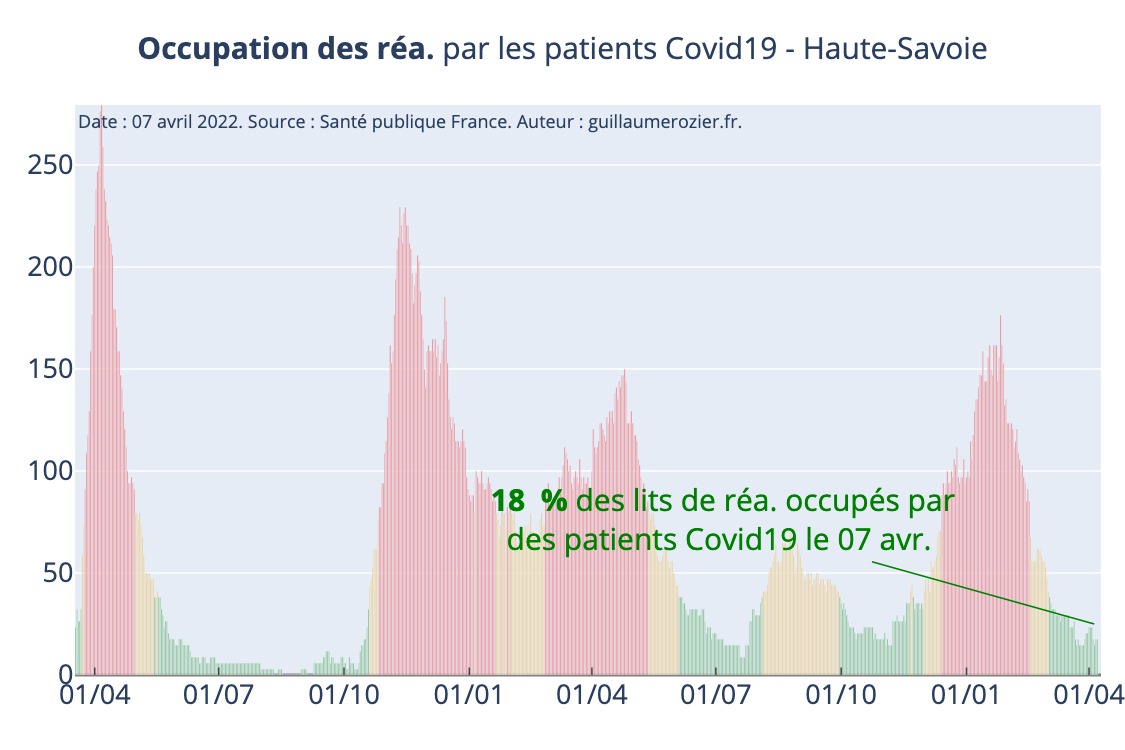 Occupation des réa. par les patients Covid19 - Haute-Savoie
Date : 07 avril 2022. Source : Santé publique France. Auteur : guillaumerozier.fr.
250
200
150
100
50
0
18 % des lits de réa. occupés par
des patients Covid19 le 07 avr.
01/04 01/07 01/10 01/01 01/04 01/07 01/10 01/01 01/04